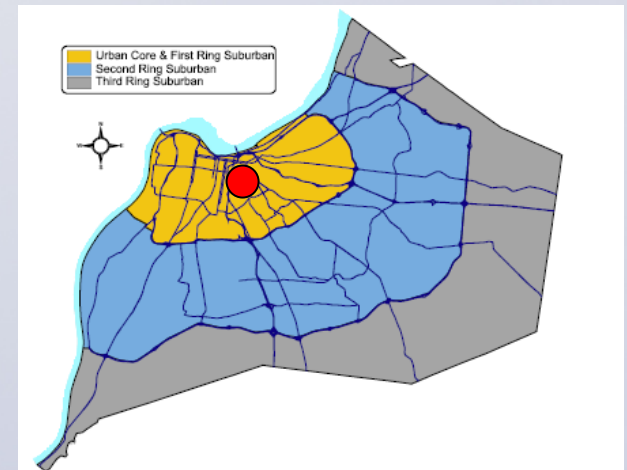 Urban Core & First Ring Suburban
Second Ring Suburban
Third Ring Suburban
N
W E
S